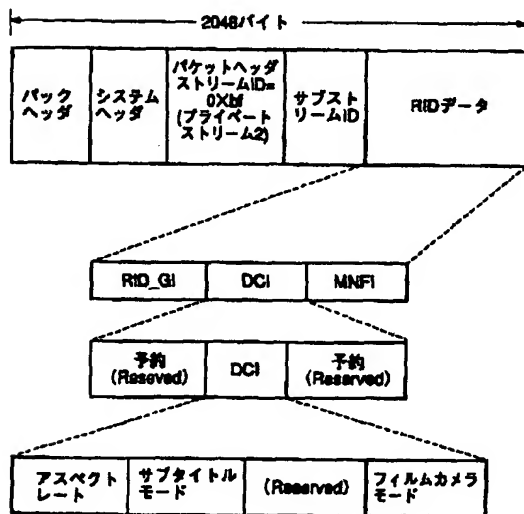 2048バイト
パック
ヘッダ
システム
ヘッダ
パケットヘッダ
ストリームID=
0Xbf
(プライベート
ストリーム2)
サブスト
リームID
RIDデータ
RID_GI
DCI
MNFI
予約
(Reseved)
DCI
予約
(Reserved)
アスペクト
レート
サブタイトル
モード
(Reserved)
フィルムカメラ
モード